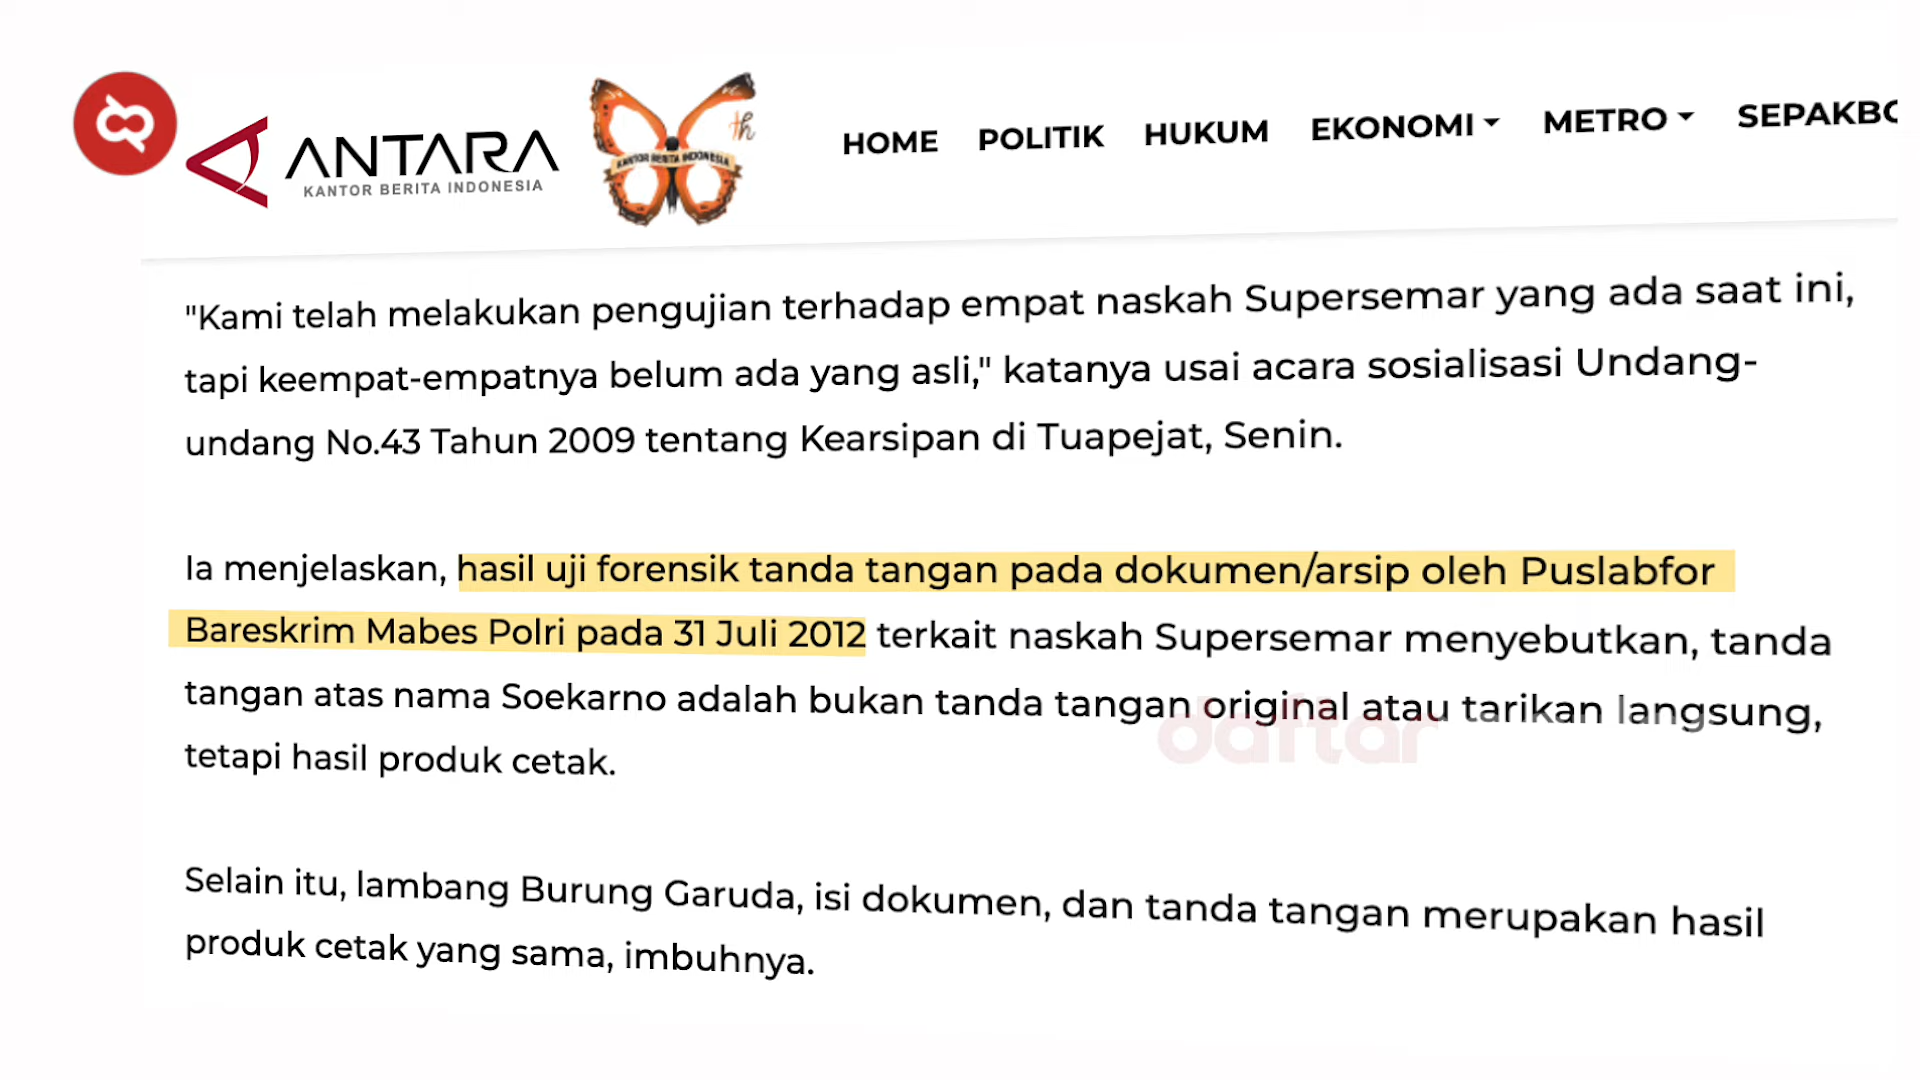 ANTARA
KANTOR BERITA INDONESIA
th
KANTOR BERITA INDONESIA
HOME POLITIK HUKUM EKONOMI METRO SEPAKBO
"Kami telah melakukan pengujian terhadap empat naskah Supersemar yang ada saat ini,
tapi keempat-empatnya belum ada yang asli," katanya usai acara sosialisasi Undang-
undang No.43 Tahun 2009 tentang Kearsipan di Tuapejat, Senin.
Ia menjelaskan, hasil uji forensik tanda tangan pada dokumen/arsip oleh Puslabfor
Bareskrim Mabes Polri pada 31 Juli 2012 terkait naskah Supersemar menyebutkan, tanda
tangan atas nama Soekarno adalah bukan tanda tangan original atau tarikan langsung,
tetapi hasil produk cetak.
daftar
Selain itu, lambang Burung Garuda, isi dokumen, dan tanda tangan merupakan hasil
produk cetak yang sama, imbuhnya.